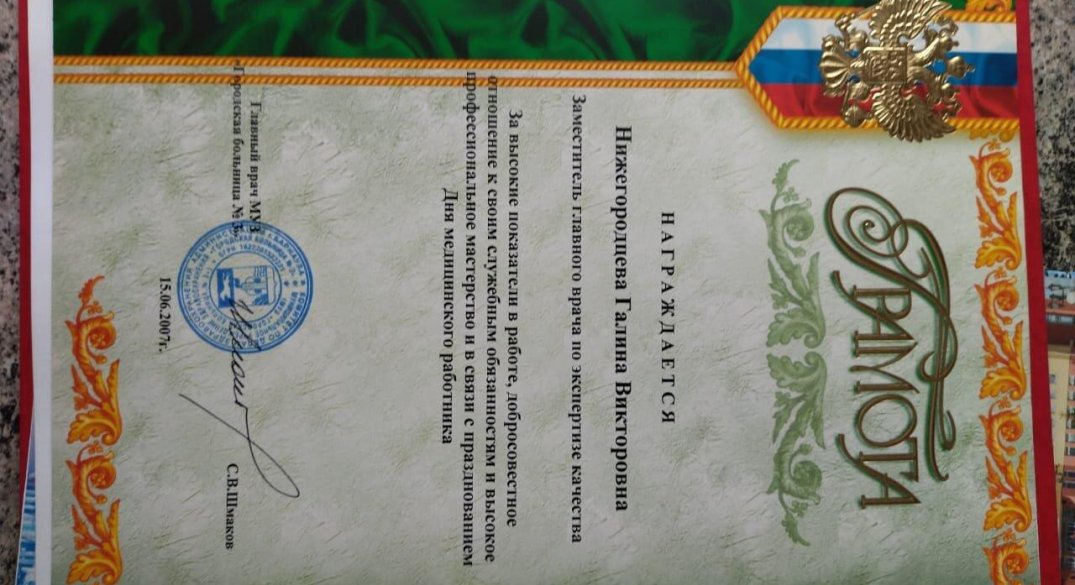 ГРАМОТА
НАГРАЖДАЕТСЯ
Нижегородцева Галина Викторовна
Заместитель главного врача по экспертизе качества
За высокие показатели в работе, добросовестное
отношение к своим служебным обязанностям и высокое
профессиональное мастерство и в связи с празднованием
Дня медицинского работника
Главный врач МУЗ
«Городская больница №
С.В.Шмаков
15.06.2007г.